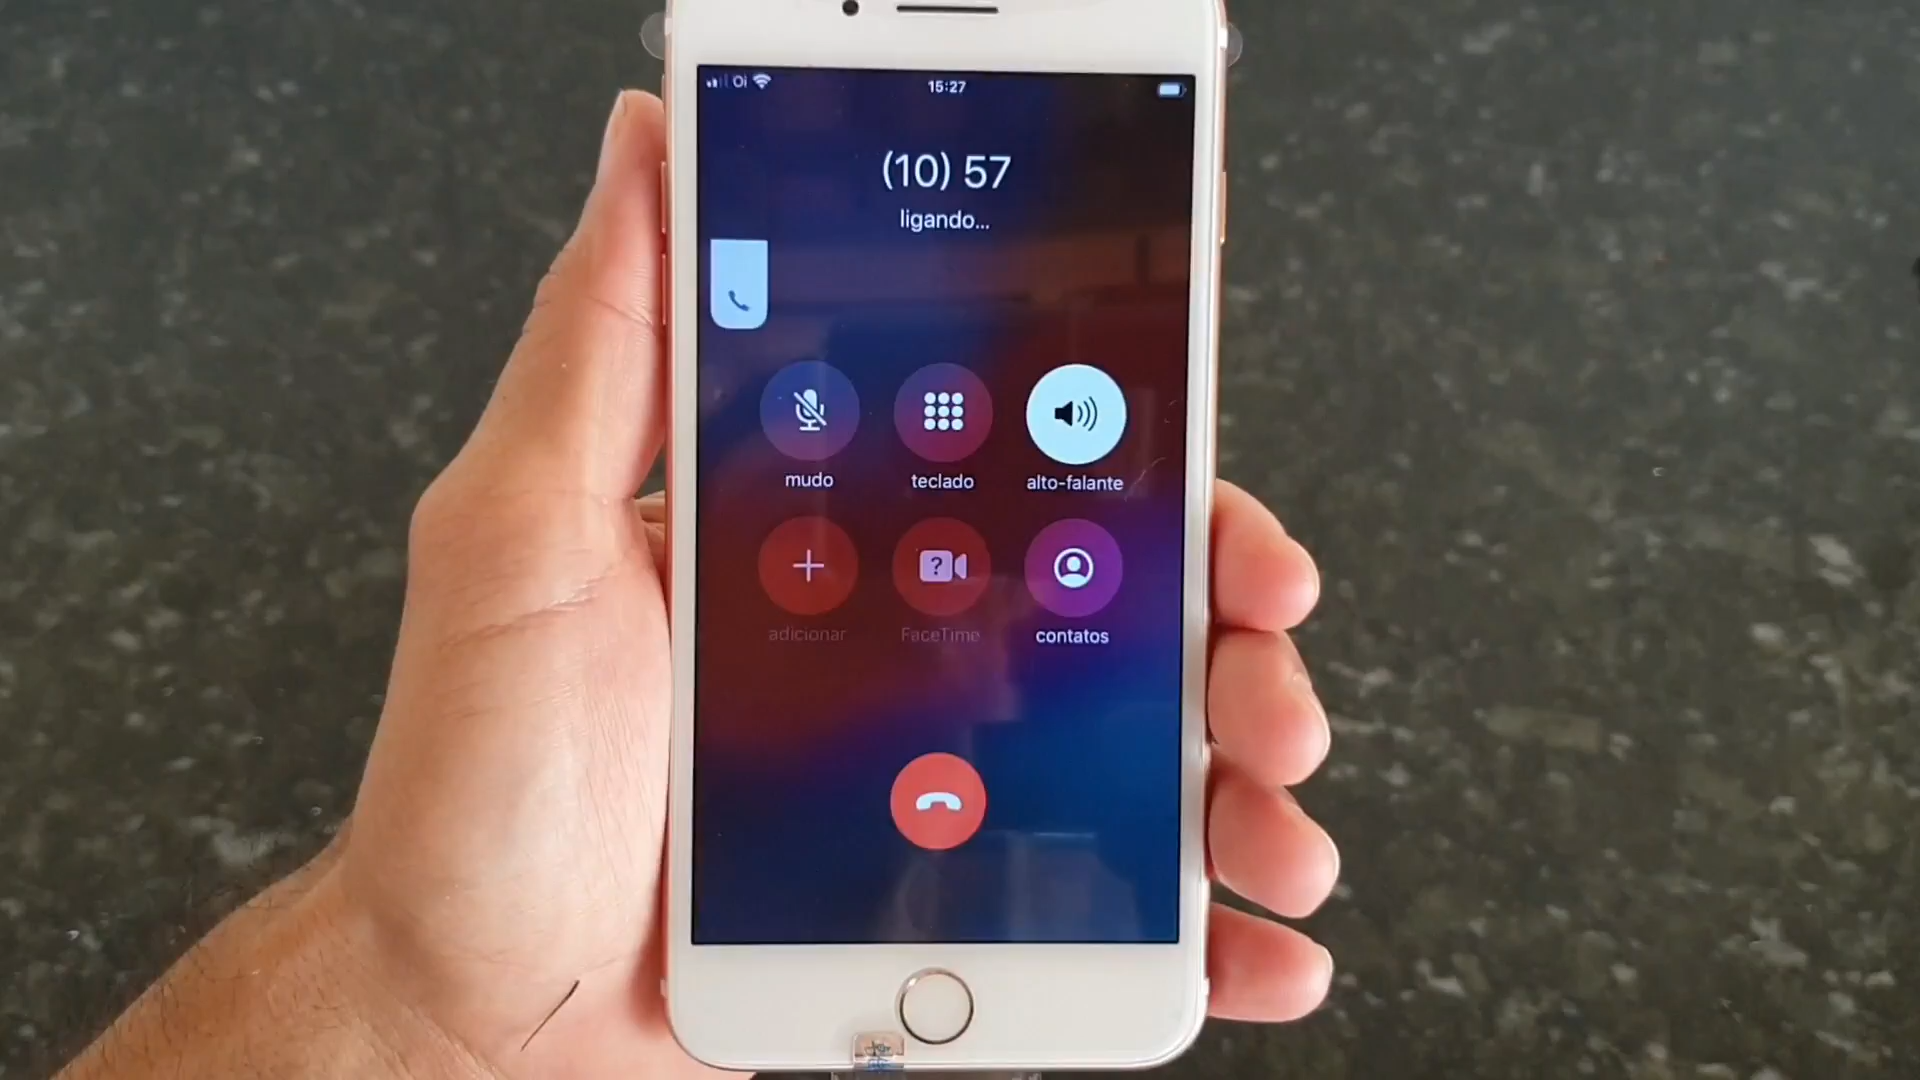 Oi
15:27
(10) 57
ligando...
mudo
teclado
alto-falante
adicionar
FaceTime
contatos